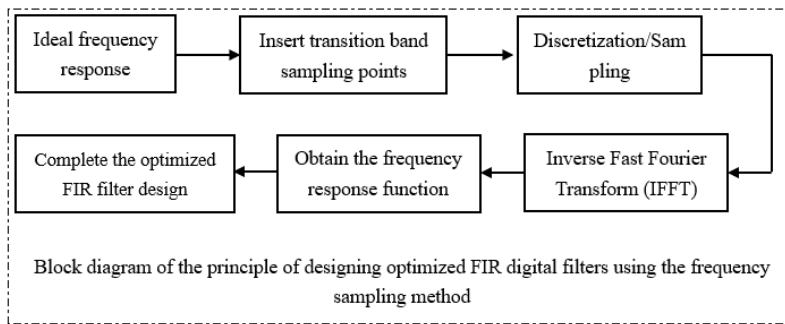 Ideal frequency
response
Insert transition band
sampling points
Discretization/Sam
pling
Inverse Fast Fourier
Transform (IFFT)
Obtain the frequency
response function
Complete the optimized
FIR filter design
Block diagram of the principle of designing optimized FIR digital filters using the frequency
sampling method